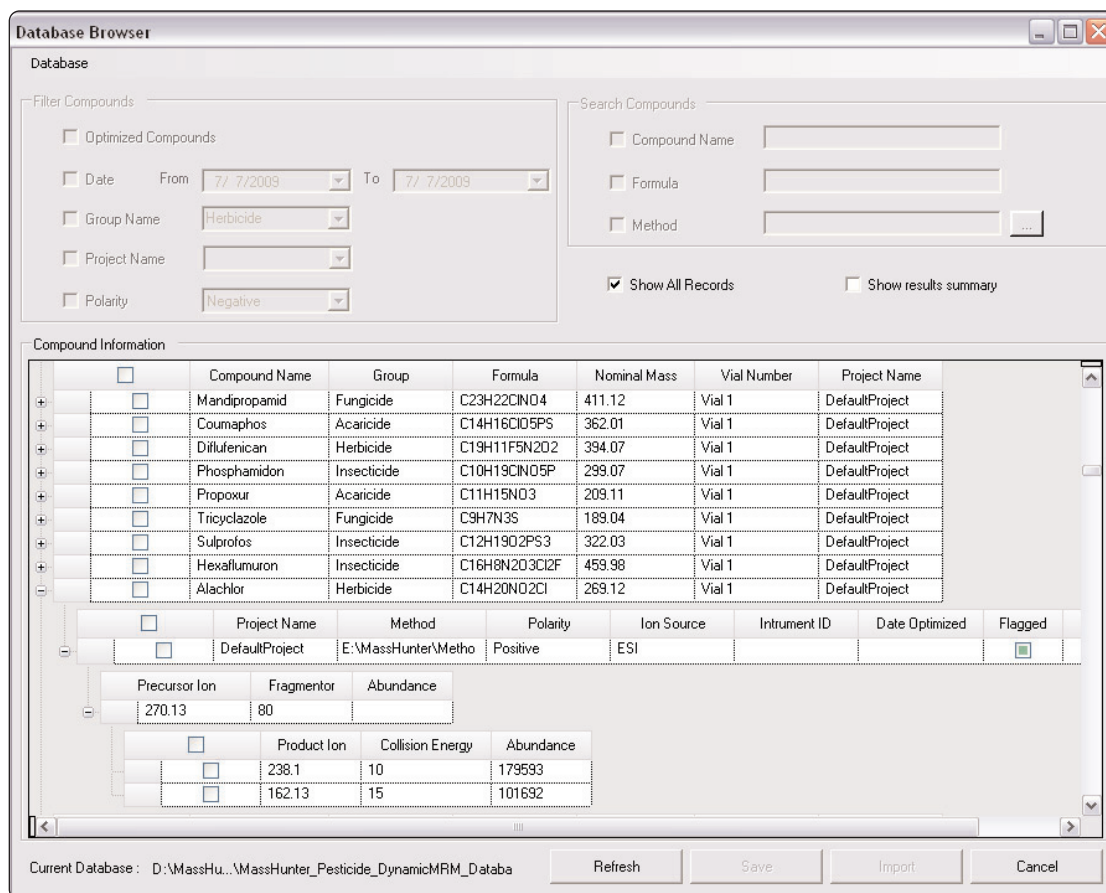 Database Browser
Database
Filter Compounds
Optimized Compounds
Date From 7/ 7/2009 To 7/ 7/2009
Group Name Herbicide
Project Name
Polarity Negative
Search Compounds
Compound Name
Formula
Method ...
Show All Records Show results summary
Compound Information
Compound Name Group Formula Nominal Mass Vial Number Project Name
Mandipropamid Fungicide C23H22ClNO4 411.12 Vial 1 DefaultProject
Coumaphos Acaricide C14H16ClO5PS 362.01 Vial 1 DefaultProject
Diflufenican Herbicide C19H11F5N2O2 394.07 Vial 1 DefaultProject
Phosphamidon Insecticide C10H19ClNO5P 299.07 Vial 1 DefaultProject
Propoxur Acaricide C11H15NO3 209.11 Vial 1 DefaultProject
Tricyclazole Fungicide C9H7N3S 189.04 Vial 1 DefaultProject
Sulprofos Insecticide C12H19O2PS3 322.03 Vial 1 DefaultProject
Hexaflumuron Insecticide C16H8N2O3Cl2F 459.98 Vial 1 DefaultProject
Alachlor Herbicide C14H20NO2Cl 269.12 Vial 1 DefaultProject
Project Name Method Polarity Ion Source Intrument ID Date Optimized Flagged
DefaultProject E:\MassHunter\Metho Positive ESI
Precursor Ion Fragmentor Abundance
270.13 80
Product Ion Collision Energy Abundance
238.1 10 179593
162.13 15 101692
Current Database : D:\MassHu...\MassHunter_Pesticide_DynamicMRM_Databa Refresh Save Import Cancel